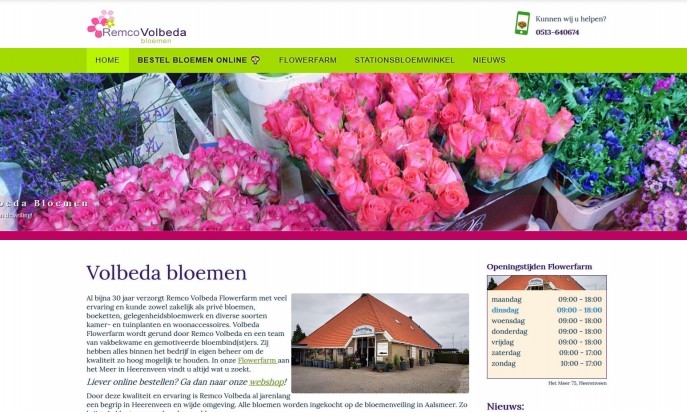 RemcoVolbeda
bloemen
Kunnen wij u helpen?
0513-640674
HOME
BESTEL BLOEMEN ONLINE
FLOWERFARM
STATIONSBLOEMWINKEL
NIEUWS
Bloemen
Volbeda bloemen
Al bijna 30 jaar verzorgt Remco Volbeda Flowerfarm met veel
ervaring en kunde zowel zakelijk als privé bloemen,
boeketten, gelegenheidsbloemwerk en diverse soorten
kamer- en tuinplanten en woonaccessoires. Volbeda
Flowerfarm wordt gerund door Remco Volbeda en een team
van vakbekwame en gemotiveerde bloembindsters. Zij
hebben alles binnen het bedrijf in eigen beheer om de
kwaliteit zo hoog mogelijk te houden. In onze Flowerfarm aan
het Meer in Heerenveen vindt u altijd wat u zoekt.
Liever online bestellen? Ga dan naar onze webshop!
Door deze kwaliteit en ervaring is Remco Volbeda al jarenlang
een begrip in Heerenveen en wijde omgeving. Alle bloemen worden ingekocht op de bloemenveiling in Aalsmeer. Zo
Openingstijden Flowerfarm
maandag 09:00 - 18:00
dinsdag 09:00 - 18:00
woensdag 09:00 - 18:00
donderdag 09:00 - 18:00
vrijdag 09:00 - 18:00
zaterdag 09:00 - 17:00
zondag 10:00 - 17:00
Het Meer 75, Heerenveen
Nieuws: